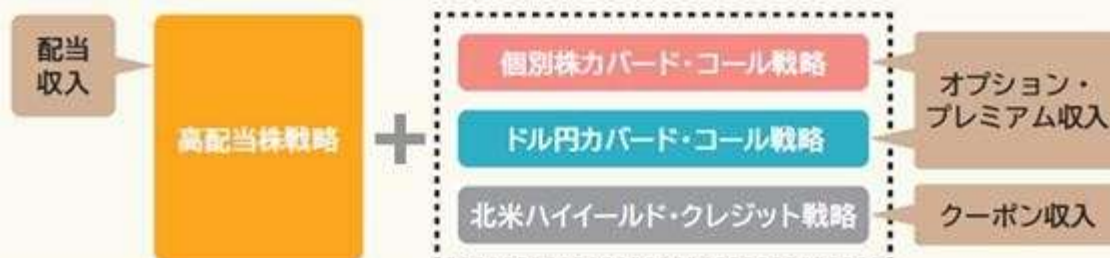 配当
収入
高配当株戦略
+
個別株カバード・コール戦略
ドル円カバード・コール戦略
北米ハイイールド・クレジット戦略
オプション・
プレミアム収入
クーポン収入